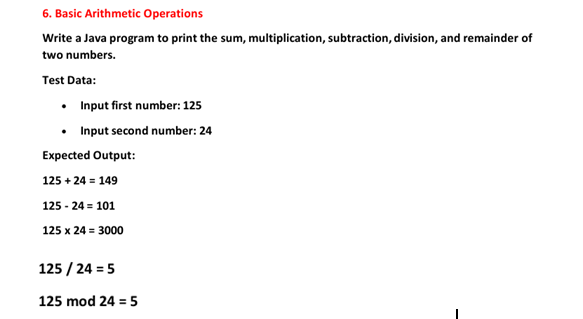 6. Basic Arithmetic Operations
Write a Java program to print the sum, multiplication, subtraction, division, and remainder of
two numbers.
Test Data:
• Input first number: 125
• Input second number: 24
Expected Output:
125 + 24 = 149
125 - 24 = 101
125 x 24 = 3000
125 / 24 = 5
125 mod 24 = 5